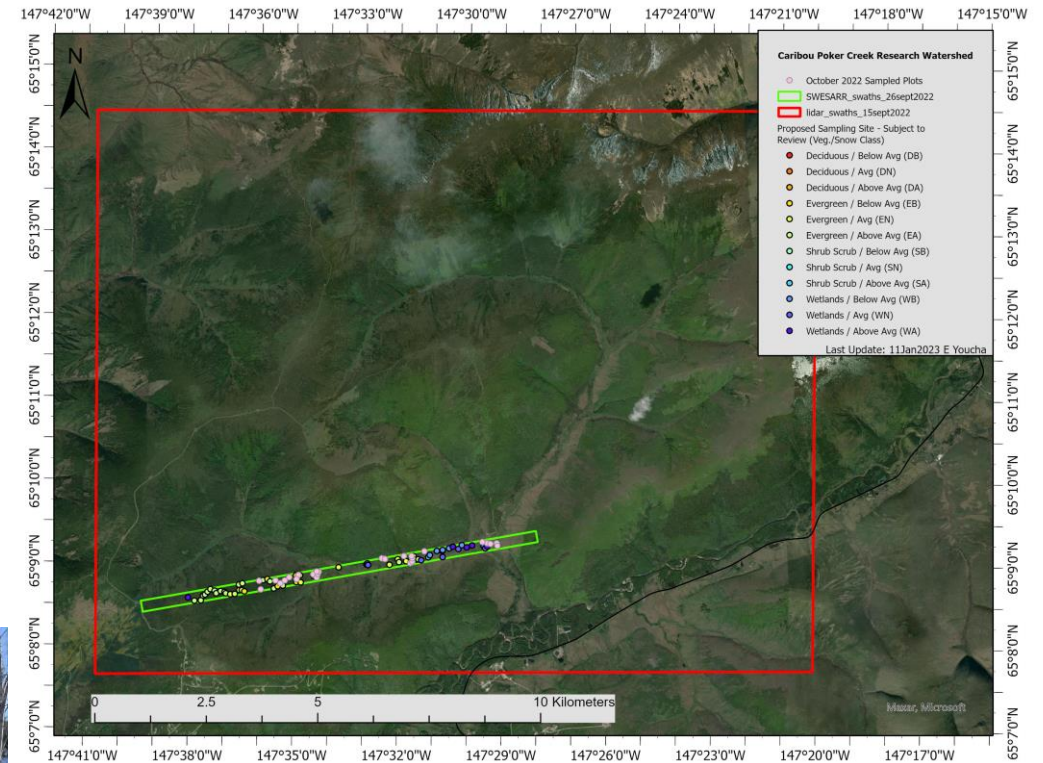 147°42'0"W 147°39'0"W 147°36'0"W 147°33'0"W 147°30'0"W 147°27'0"W 147°24'0"W 147°21'0"W 147°18'0"W 147°15'0"W
N
Caribou Poker Creek Research Watershed
October 2022 Sampled Plots
SWESARR_swaths_26sept2022
lidar_swaths_15sept2022
Proposed Sampling Site - Subject to
Review (Veg./Snow Class)
Deciduous / Below Avg (DB)
Deciduous / Avg (DN)
Deciduous / Above Avg (DA)
Evergreen / Below Avg (EB)
Evergreen / Avg (EN)
Evergreen / Above Avg (EA)
Shrub Scrub / Below Avg (SB)
Shrub Scrub / Avg (SN)
Shrub Scrub / Above Avg (SA)
Wetlands / Below Avg (WB)
Wetlands / Avg (WN)
Wetlands / Above Avg (WA)
Last Update: 11Jan2023 E Youcha
65°15'0"N 65°15'0"N
65°14'0"N 65°14'0"N
65°13'0"N 65°13'0"N
65°12'0"N 65°12'0"N
65°11'0"N 65°11'0"N
65°10'0"N 65°10'0"N
65°9'0"N 65°9'0"N
65°8'0"N 65°8'0"N
65°7'0"N 65°7'0"N
0 2.5 5 10 Kilometers
Maxar, Microsoft
147°41'0"W 147°38'0"W 147°35'0"W 147°32'0"W 147°29'0"W 147°26'0"W 147°23'0"W 147°20'0"W 147°17'0"W